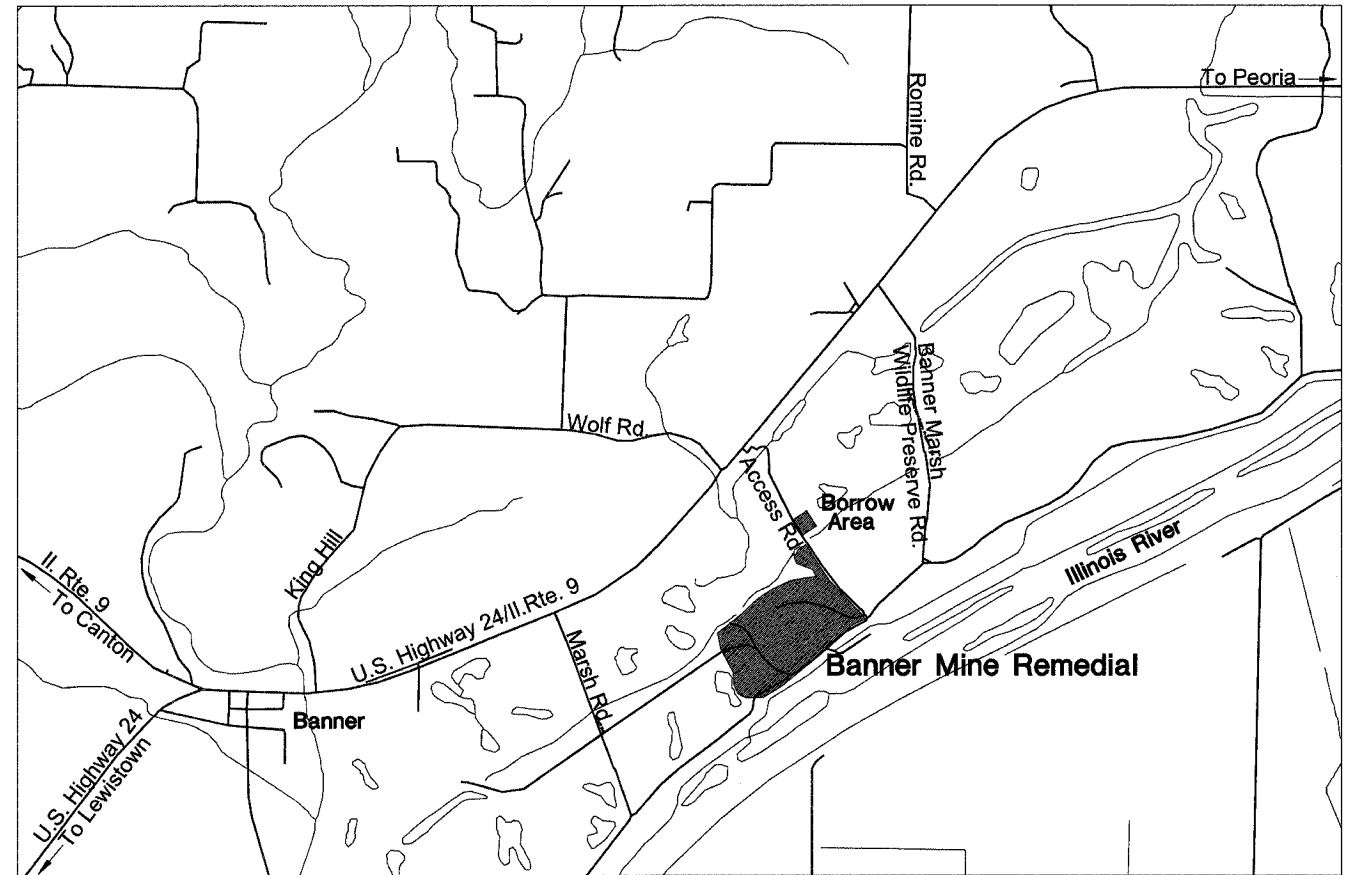 To Peoria
Romine Rd.
Banner Marsh
Wildlife Preserve Rd.
Wolf Rd.
Access Rd.
Borrow
Area
Illinois River
King Hill
Il. Rte. 9
To Canton
U.S. Highway 24/Il.Rte. 9
Marsh Rd.
Banner Mine Remedial
Banner
U.S. Highway 24
To Lewistown